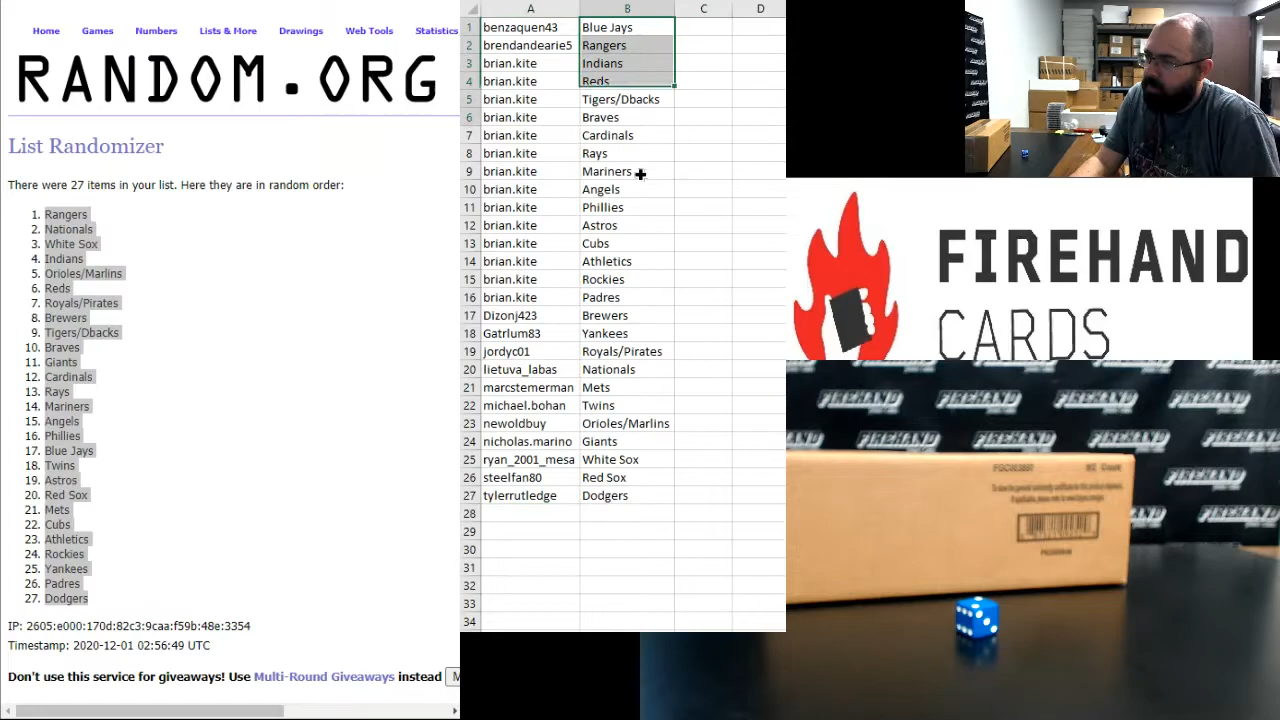 Home Games Numbers Lists & More Drawings Web Tools Statistics
RANDOM.ORG
List Randomizer
There were 27 items in your list. Here they are in random order:
1. Rangers
2. Nationals
3. White Sox
4. Indians
5. Orioles/Marlins
6. Reds
7. Royals/Pirates
8. Brewers
9. Tigers/Dbacks
10. Braves
11. Giants
12. Cardinals
13. Rays
14. Mariners
15. Angels
16. Phillies
17. Blue Jays
18. Twins
19. Astros
20. Red Sox
21. Mets
22. Cubs
23. Athletics
24. Rockies
25. Yankees
26. Padres
27. Dodgers
IP: 2605:e000:170d:82c3:9caa:f59b:48e:3354
Timestamp: 2020-12-01 02:56:49 UTC
Don't use this service for giveaways! Use Multi-Round Giveaways instead
A B C D
1 benzaquen43 Blue Jays
2 brendandearie5 Rangers
3 brian.kite Indians
4 brian.kite Reds
5 brian.kite Tigers/Dbacks
6 brian.kite Braves
7 brian.kite Cardinals
8 brian.kite Rays
9 brian.kite Mariners
10 brian.kite Angels
11 brian.kite Phillies
12 brian.kite Astros
13 brian.kite Cubs
14 brian.kite Athletics
15 brian.kite Rockies
16 brian.kite Padres
17 Dizonj423 Brewers
18 Gatrlum83 Yankees
19 jordyc01 Royals/Pirates
20 lietuva_labas Nationals
21 marcstemerman Mets
22 michael.bohan Twins
23 newoldbuy Orioles/Marlins
24 nicholas.marino Giants
25 ryan_2001_mesa White Sox
26 steelfan80 Red Sox
27 tylerrutledge Dodgers
28
29
30
31
32
33
34
FIREHAND
CARDS
FIREHAND FIREHAND FIREHAND
FIREHAND FIREHAND